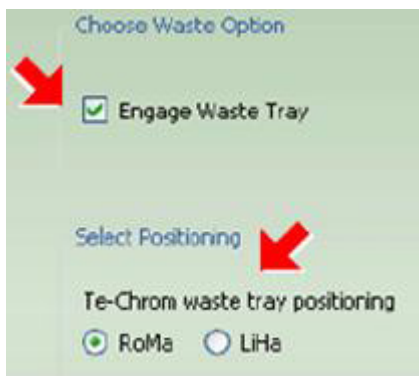 Choose Waste Option
Engage Waste Tray
Select Positioning
Te-Chrom waste tray positioning
RoMa LiHa